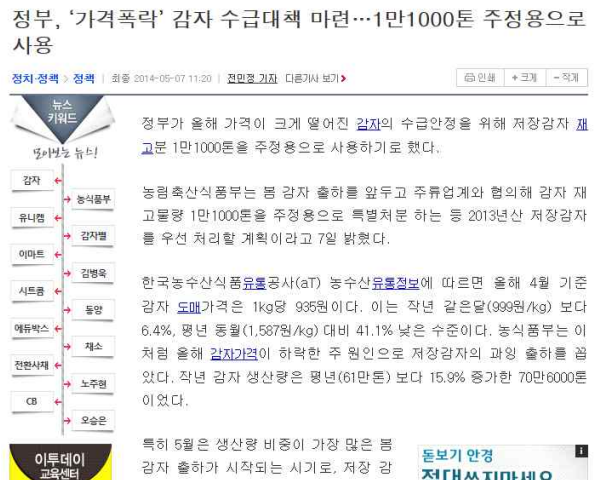 정부, ‘가격폭락’ 감자 수급대책 마련…1만1000톤 주정용으로
사용
정치·정책 > 정책 | 최종 2014-05-07 11:20 | 전민정 기자 다른기사 보기
인쇄 + 크게 - 작게
뉴스
키워드
모아보는 뉴스!
감자
농식품부
유니켐
감자별
이마트
김병욱
시트콤
동양
에듀박스
채소
전환사채
노주현
CB
오승은
이투데이
교육센터
정부가 올해 가격이 크게 떨어진 감자의 수급안정을 위해 저장감자 재
고분 1만1000톤을 주정용으로 사용하기로 했다.
농림축산식품부는 봄 감자 출하를 앞두고 주류업계와 협의해 감자 재
고물량 1만1000톤을 주정용으로 특별처분 하는 등 2013년산 저장감자
를 우선 처리할 계획이라고 7일 밝혔다.
한국농수산식품유통공사(aT) 농수산유통정보에 따르면 올해 4월 기준
감자 도매가격은 1kg당 935원이다. 이는 작년 같은달(999원/kg) 보다
6.4%, 평년 동월(1,587원/kg) 대비 41.1% 낮은 수준이다. 농식품부는 이
처럼 올해 감자가격이 하락한 주 원인으로 저장감자의 과잉 출하를 꼽
았다. 작년 감자 생산량은 평년(61만톤) 보다 15.9% 증가한 70만6000톤
이었다.
특히 5월은 생산량 비중이 가장 많은 봄
감자 출하가 시작되는 시기로, 저장 감
돋보기 안경
절대쓰지마세요